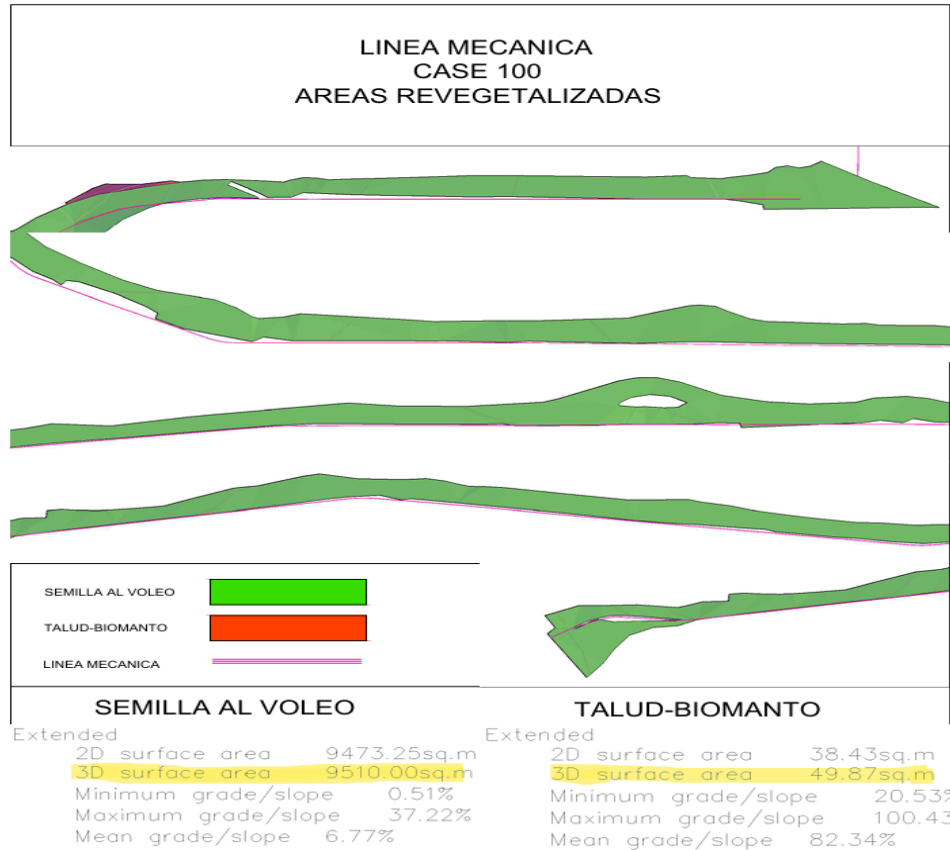 LINEA MECANICA
CASE 100
AREAS REVEGETALIZADAS
SEMILLA AL VOLEO
TALUD-BIOMANTO
LINEA MECANICA
SEMILLA AL VOLEO
Extended
2D surface area 9473.25sq.m
3D surface area 9510.00sq.m
Minimum grade/slope 0.51%
Maximum grade/slope 37.22%
Mean grade/slope 6.77%
TALUD-BIOMANTO
Extended
2D surface area 38.43sq.m
3D surface area 49.87sq.m
Minimum grade/slope 20.53%
Maximum grade/slope 100.43
Mean grade/slope 82.34%